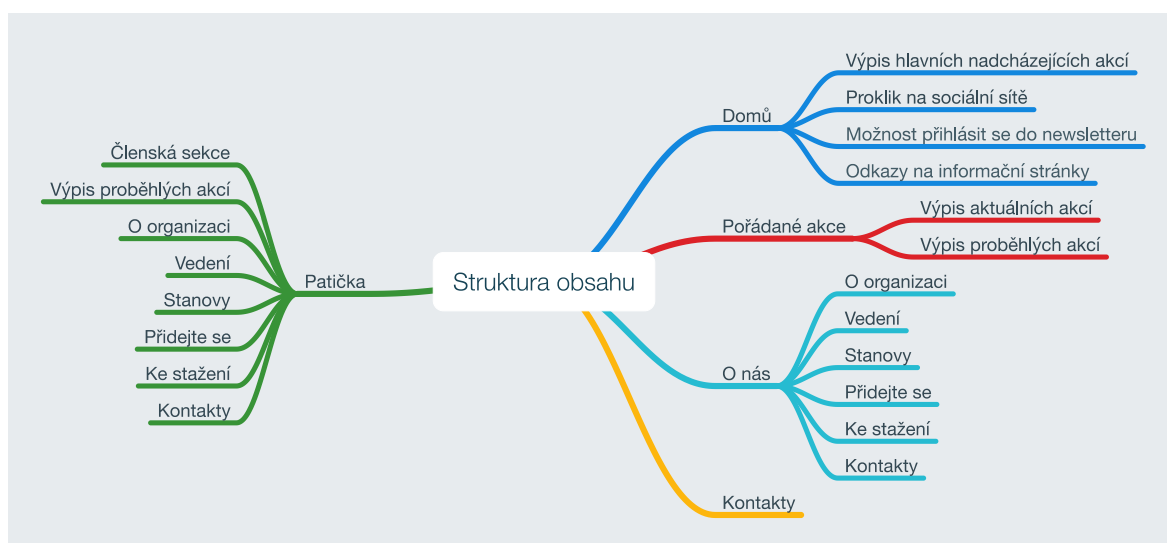 Struktura obsahu
Domů
Výpis hlavních nadcházejících akcí
Proklik na sociální sítě
Možnost přihlásit se do newsletteru
Odkazy na informační stránky
Pořádané akce
Výpis aktuálních akcí
Výpis proběhlých akcí
O nás
O organizaci
Vedení
Stanovy
Přidejte se
Ke stažení
Kontakty
Kontakty
Patička
Členská sekce
Výpis proběhlých akcí
O organizaci
Vedení
Stanovy
Přidejte se
Ke stažení
Kontakty